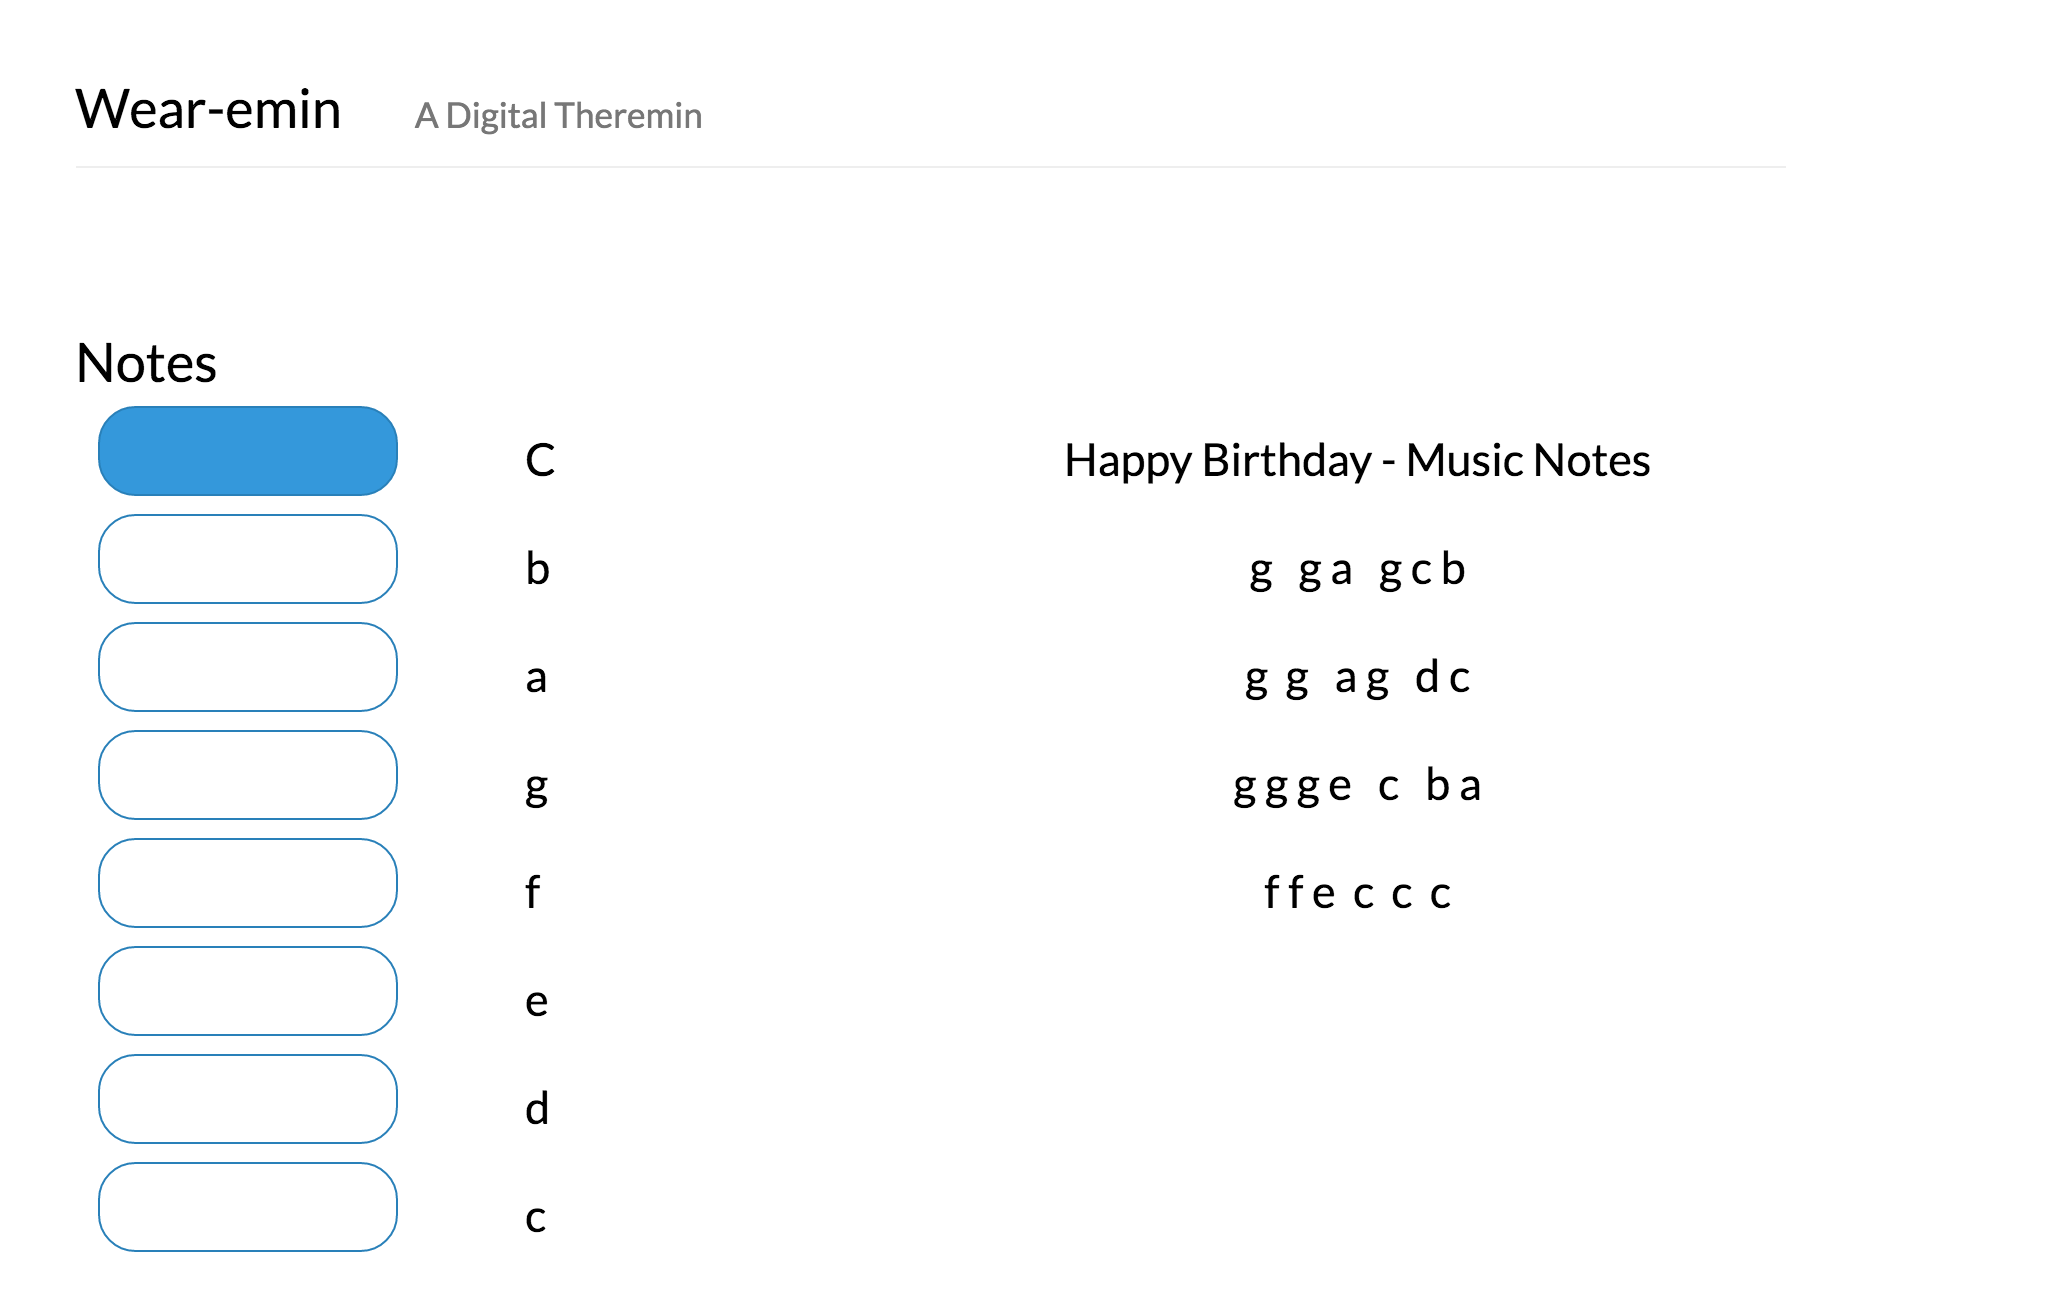 Wear-emin A Digital Theremin
Notes
C
b
a
g
f
e
d
c
Happy Birthday - Music Notes
g g a g c b
g g a g d c
g g g e c b a
f f e c c c